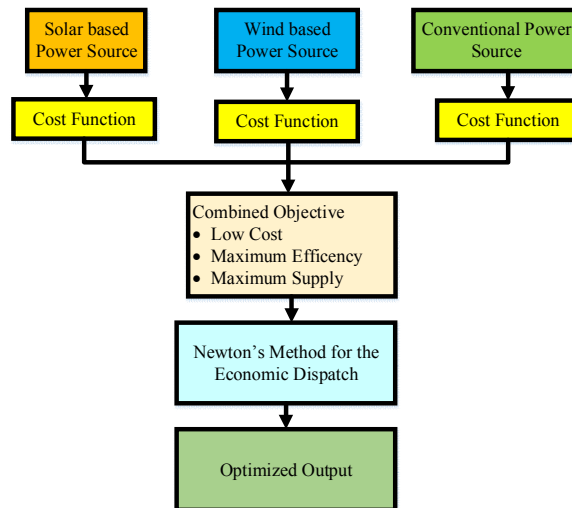 Solar based
Power Source
Wind based
Power Source
Conventional Power
Source
Cost Function
Cost Function
Cost Function
Combined Objective
• Low Cost
• Maximum Efficency
• Maximum Supply
Newton's Method for the
Economic Dispatch
Optimized Output